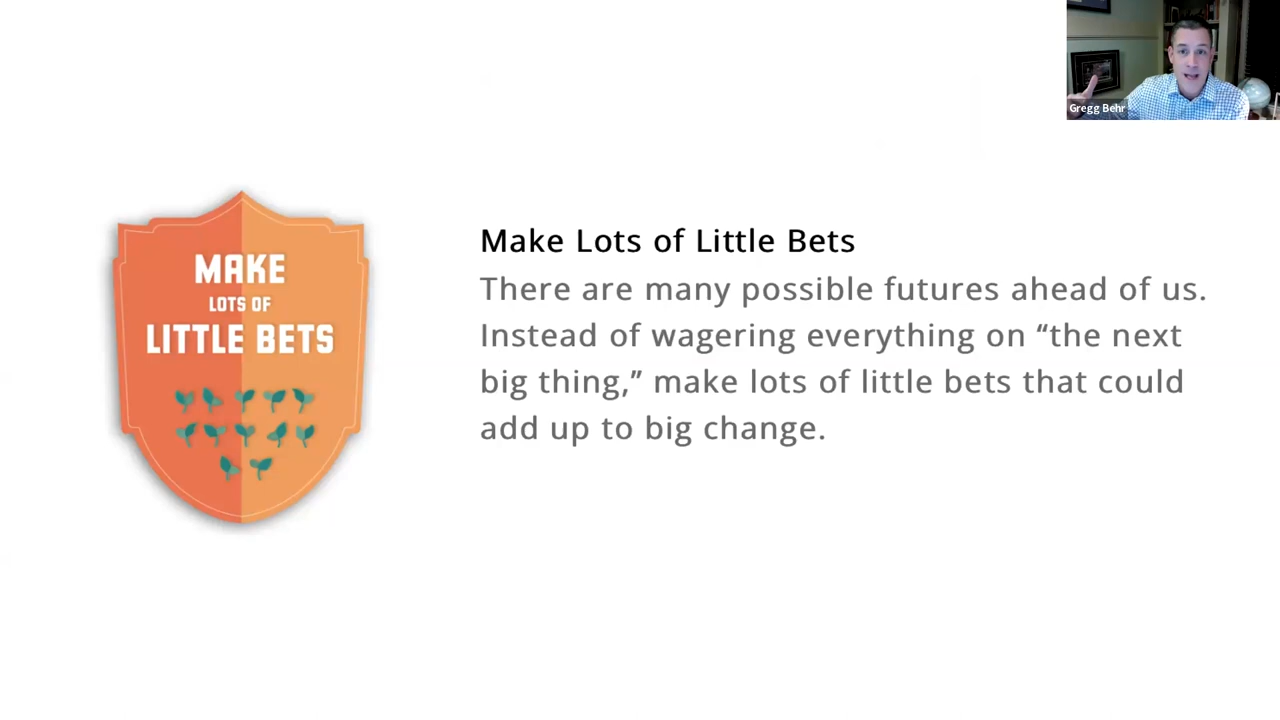 Gregg Behr
MAKE
LOTS OF
LITTLE BETS
Make Lots of Little Bets
There are many possible futures ahead of us.
Instead of wagering everything on “the next
big thing,” make lots of little bets that could
add up to big change.